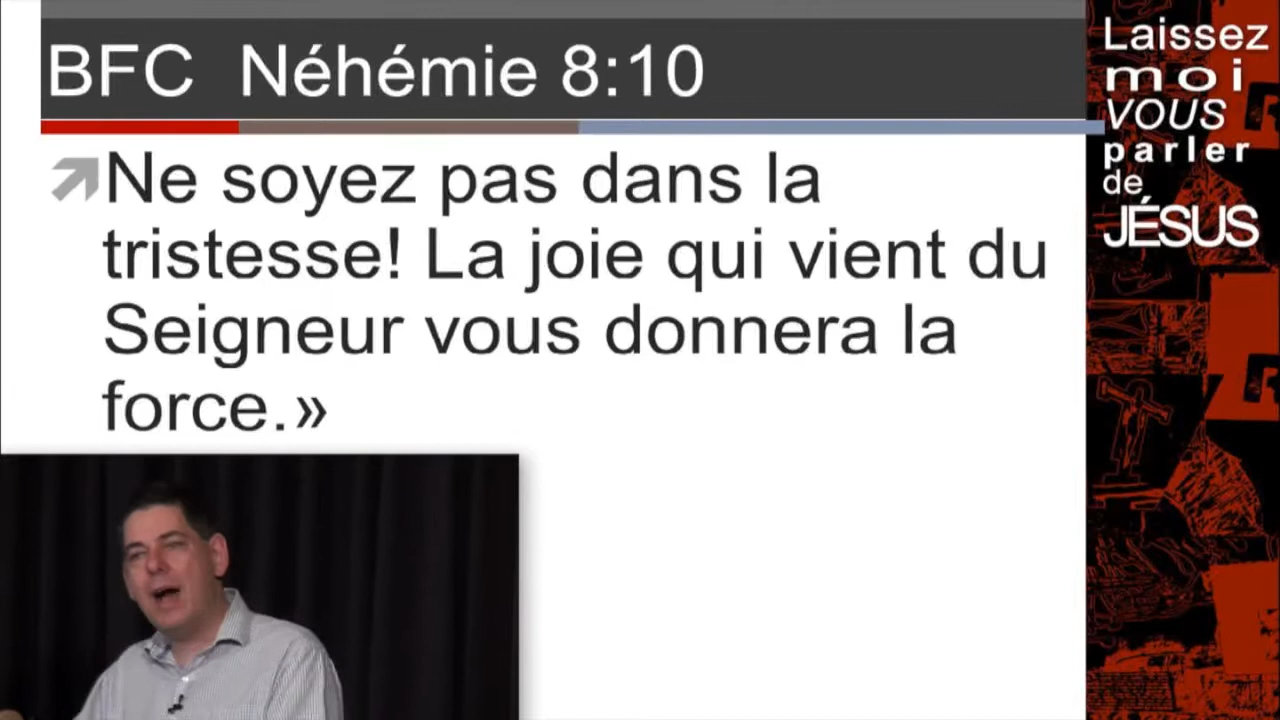 BFC Néhémie 8:10
Ne soyez pas dans la
tristesse! La joie qui vient du
Seigneur vous donnera la
force.»
Laissez
moi
vous
parler
de
JÉSUS